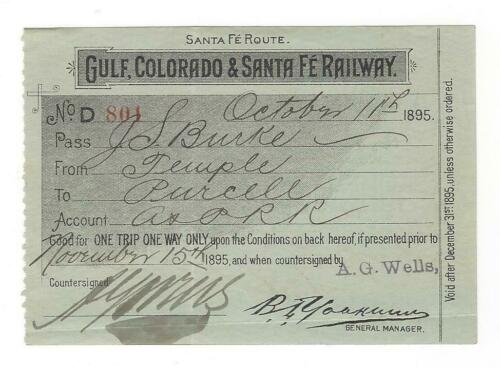 SANTA FÉ ROUTE.
GULF, COLORADO & SANTA FÉ RAILWAY.
No. D 801 October 11th 1895.
Pass J S Burke
From Temple
To Purcell
Account
Good for ONE TRIP ONE WAY ONLY upon the Conditions on back hereof, if presented prior to
November 15th 1895, and when countersigned by A.G. Wells,
Countersigned
B. F. Yoakum
GENERAL MANAGER.
Void after December 31st 1895, unless otherwise ordered.